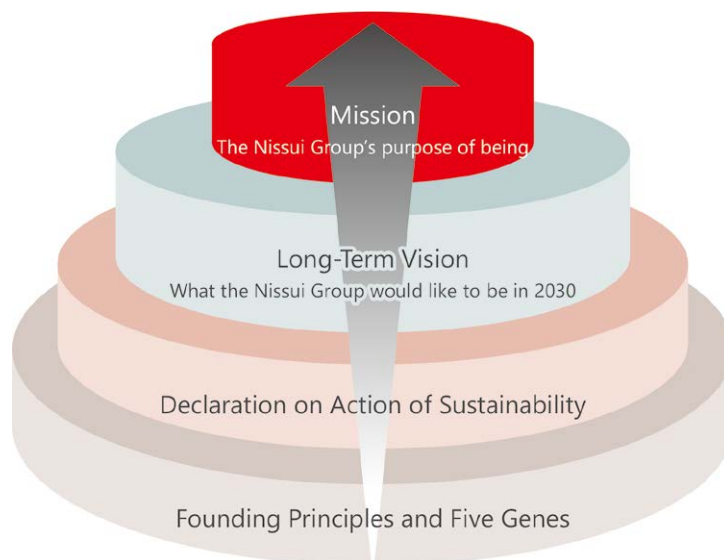 Mission
The Nissui Group's purpose of being
Long-Term Vision
What the Nissui Group would like to be in 2030
Declaration on Action of Sustainability
Founding Principles and Five Genes